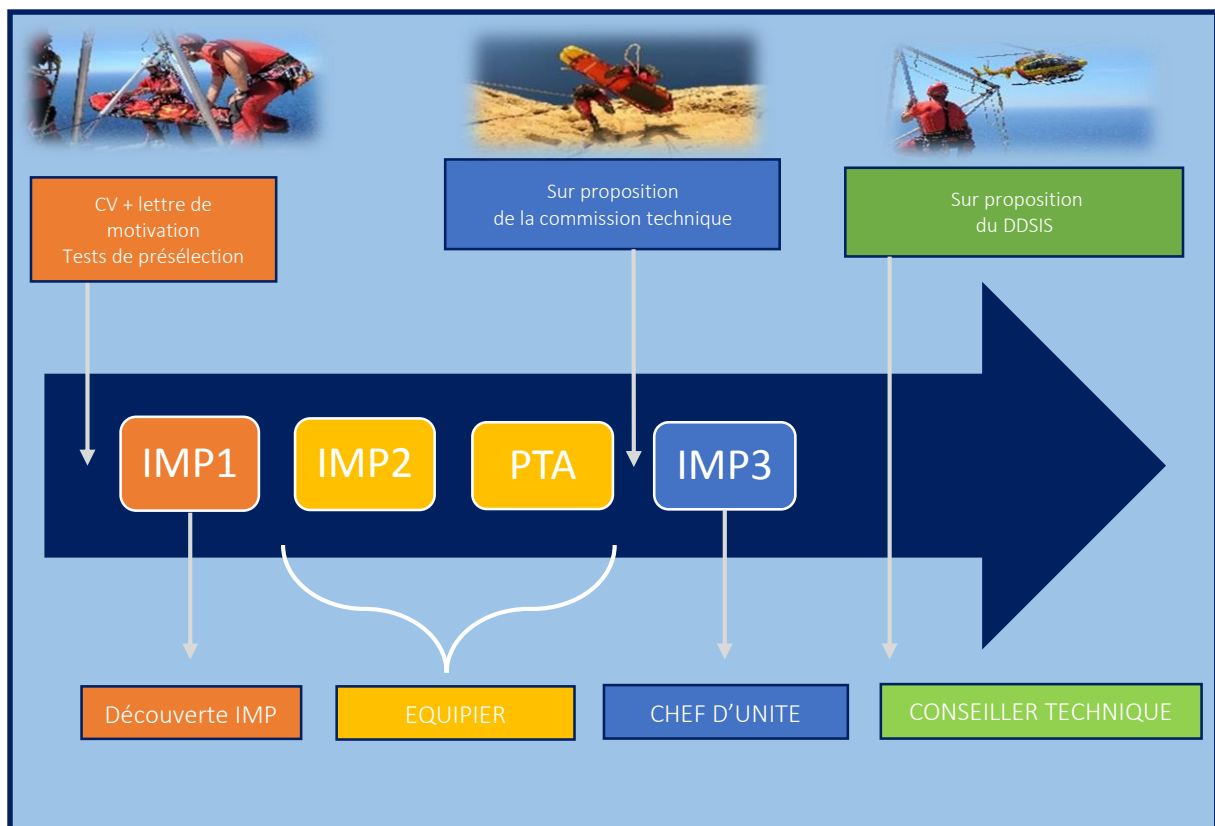 CV + lettre de
motivation
Tests de présélection
Sur proposition
de la commission technique
Sur proposition
du DDSIS
IMP1
IMP2
PTA
IMP3
Découverte IMP
EQUIPIER
CHEF D’UNITE
CONSEILLER TECHNIQUE